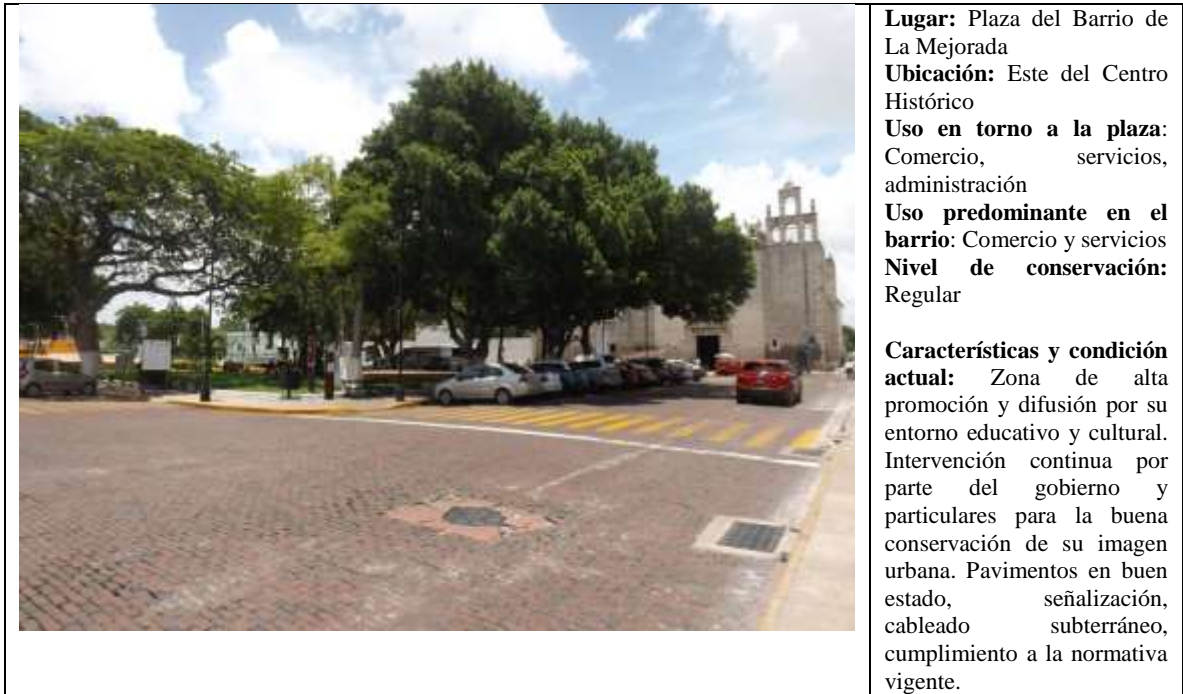 Lugar: Plaza del Barrio de
La Mejorada
Ubicación: Este del Centro
Histórico
Uso en torno a la plaza:
Comercio, servicios,
administración
Uso predominante en el
barrio: Comercio y servicios
Nivel de conservación:
Regular
Características y condición
actual: Zona de alta
promoción y difusión por su
entorno educativo y cultural.
Intervención continua por
parte del gobierno y
particulares para la buena
conservación de su imagen
urbana. Pavimentos en buen
estado, señalización,
cableado subterráneo,
cumplimiento a la normativa
vigente.